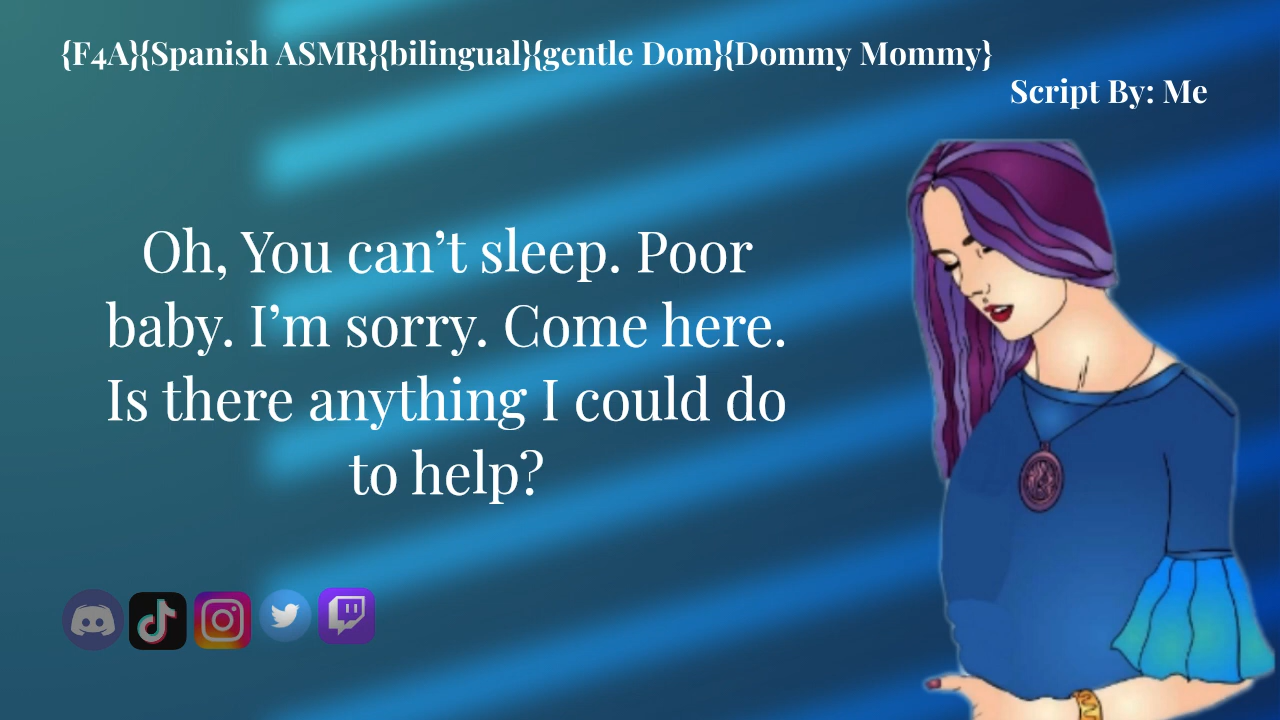 {F4A}{Spanish ASMR}{bilingual}{gentle Dom}{Dommy Mommy}
Script By: Me
Oh, You can’t sleep. Poor
baby. I’m sorry. Come here.
Is there anything I could do
to help?